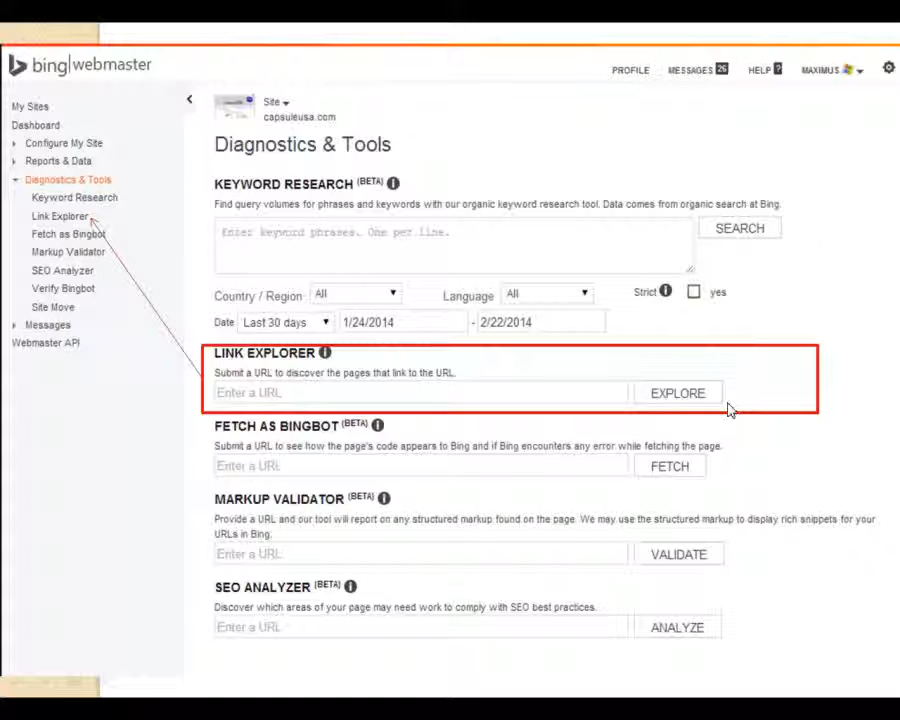 bing|webmaster
PROFILE MESSAGES 26 HELP ? MAXIMUS
My Sites
Dashboard
Configure My Site
Reports & Data
Diagnostics & Tools
Keyword Research
Link Explorer
Fetch as Bingbot
Markup Validator
SEO Analyzer
Verify Bingbot
Site Move
Messages
Webmaster API
Site
capsuleusa.com
Diagnostics & Tools
KEYWORD RESEARCH (BETA) i
Find query volumes for phrases and keywords with our organic keyword research tool. Data comes from organic search at Bing.
Enter keyword phrases. One per line.
SEARCH
Country / Region All Language All Strict i yes
Date Last 30 days 1/24/2014 - 2/22/2014
LINK EXPLORER i
Submit a URL to discover the pages that link to the URL.
Enter a URL EXPLORE
FETCH AS BINGBOT (BETA) i
Submit a URL to see how the page's code appears to Bing and if Bing encounters any error while fetching the page.
Enter a URL FETCH
MARKUP VALIDATOR (BETA) i
Provide a URL and our tool will report on any structured markup found on the page. We may use the structured markup to display rich snippets for your
URLs in Bing.
Enter a URL VALIDATE
SEO ANALYZER (BETA) i
Discover which areas of your page may need work to comply with SEO best practices.
Enter a URL ANALYZE